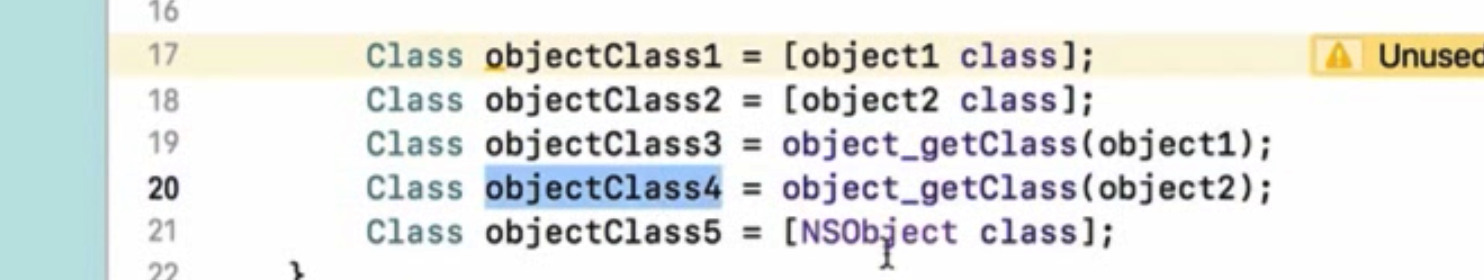 16
17 Class objectClass1 = [object1 class]; Unused
18 Class objectClass2 = [object2 class];
19 Class objectClass3 = object_getClass(object1);
20 Class objectClass4 = object_getClass(object2);
21 Class objectClass5 = [NSObject class];
22 }